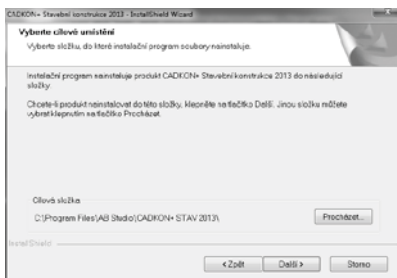 CADKON+ Stavební konstrukce 2013 - InstallShield Wizard
Vyberte cílové umístění
Vyberte složku, do které instalační program soubory nainstaluje.
Instalační program nainstaluje produkt CADKON+ Stavební konstrukce 2013 do následující
složky.
Chcete-li produkt nainstalovat do této složky, klepněte na tlačítko Další. Jinou složku můžete
vybrat klepnutím na tlačítko Procházet.
Cílová složka
C:\Program Files\AB Studio\CADKON+ STAV 2013\
Procházet...
InstallShield
< Zpět Další > Storno